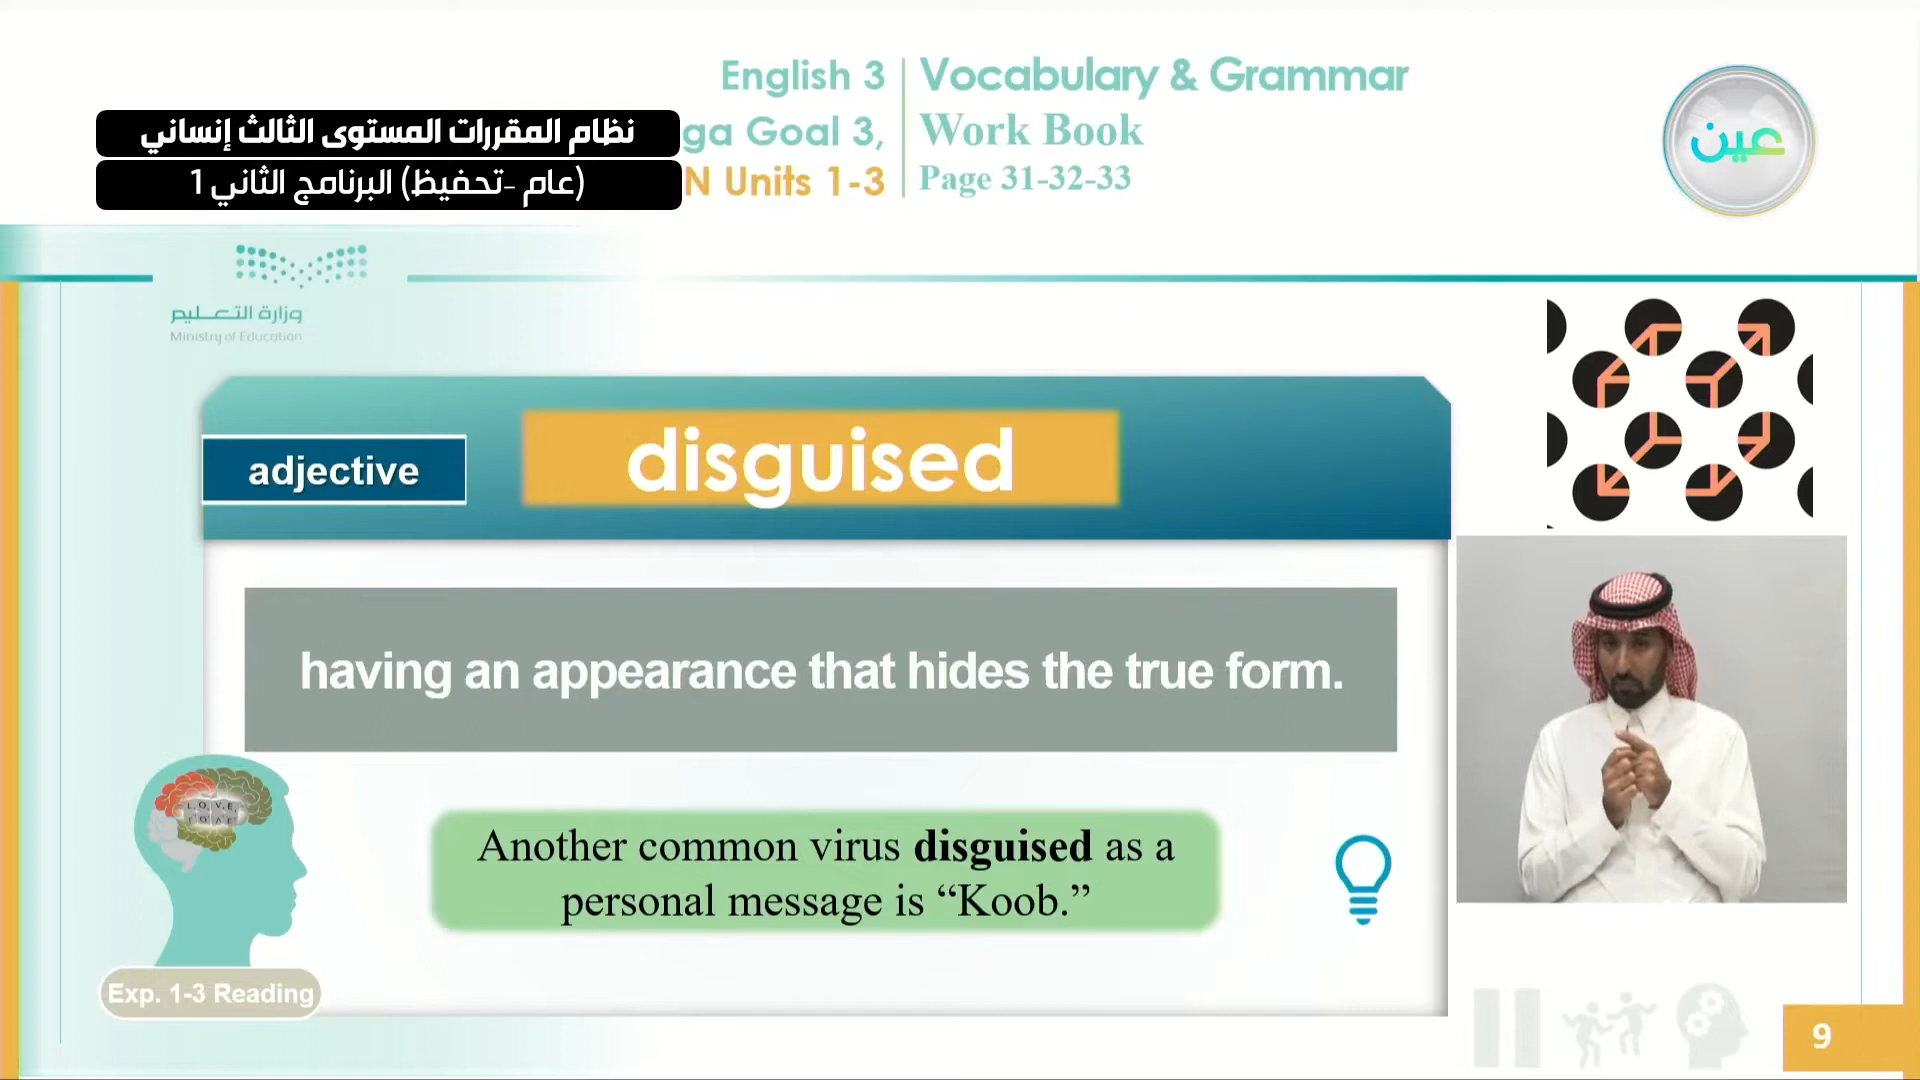 English 3
Vocabulary & Grammar
نظام المقررات المستوى الثالث إنساني
ga Goal 3,
Work Book
(عام -تحفيظ) البرنامج الثاني 1
N Units 1-3
Page 31-32-33
عين
وزارة التعليم
Ministry of Education
adjective
disguised
having an appearance that hides the true form.
Another common virus disguised as a
personal message is “Koob.”
L.O.V.E.
Exp. 1-3 Reading
9